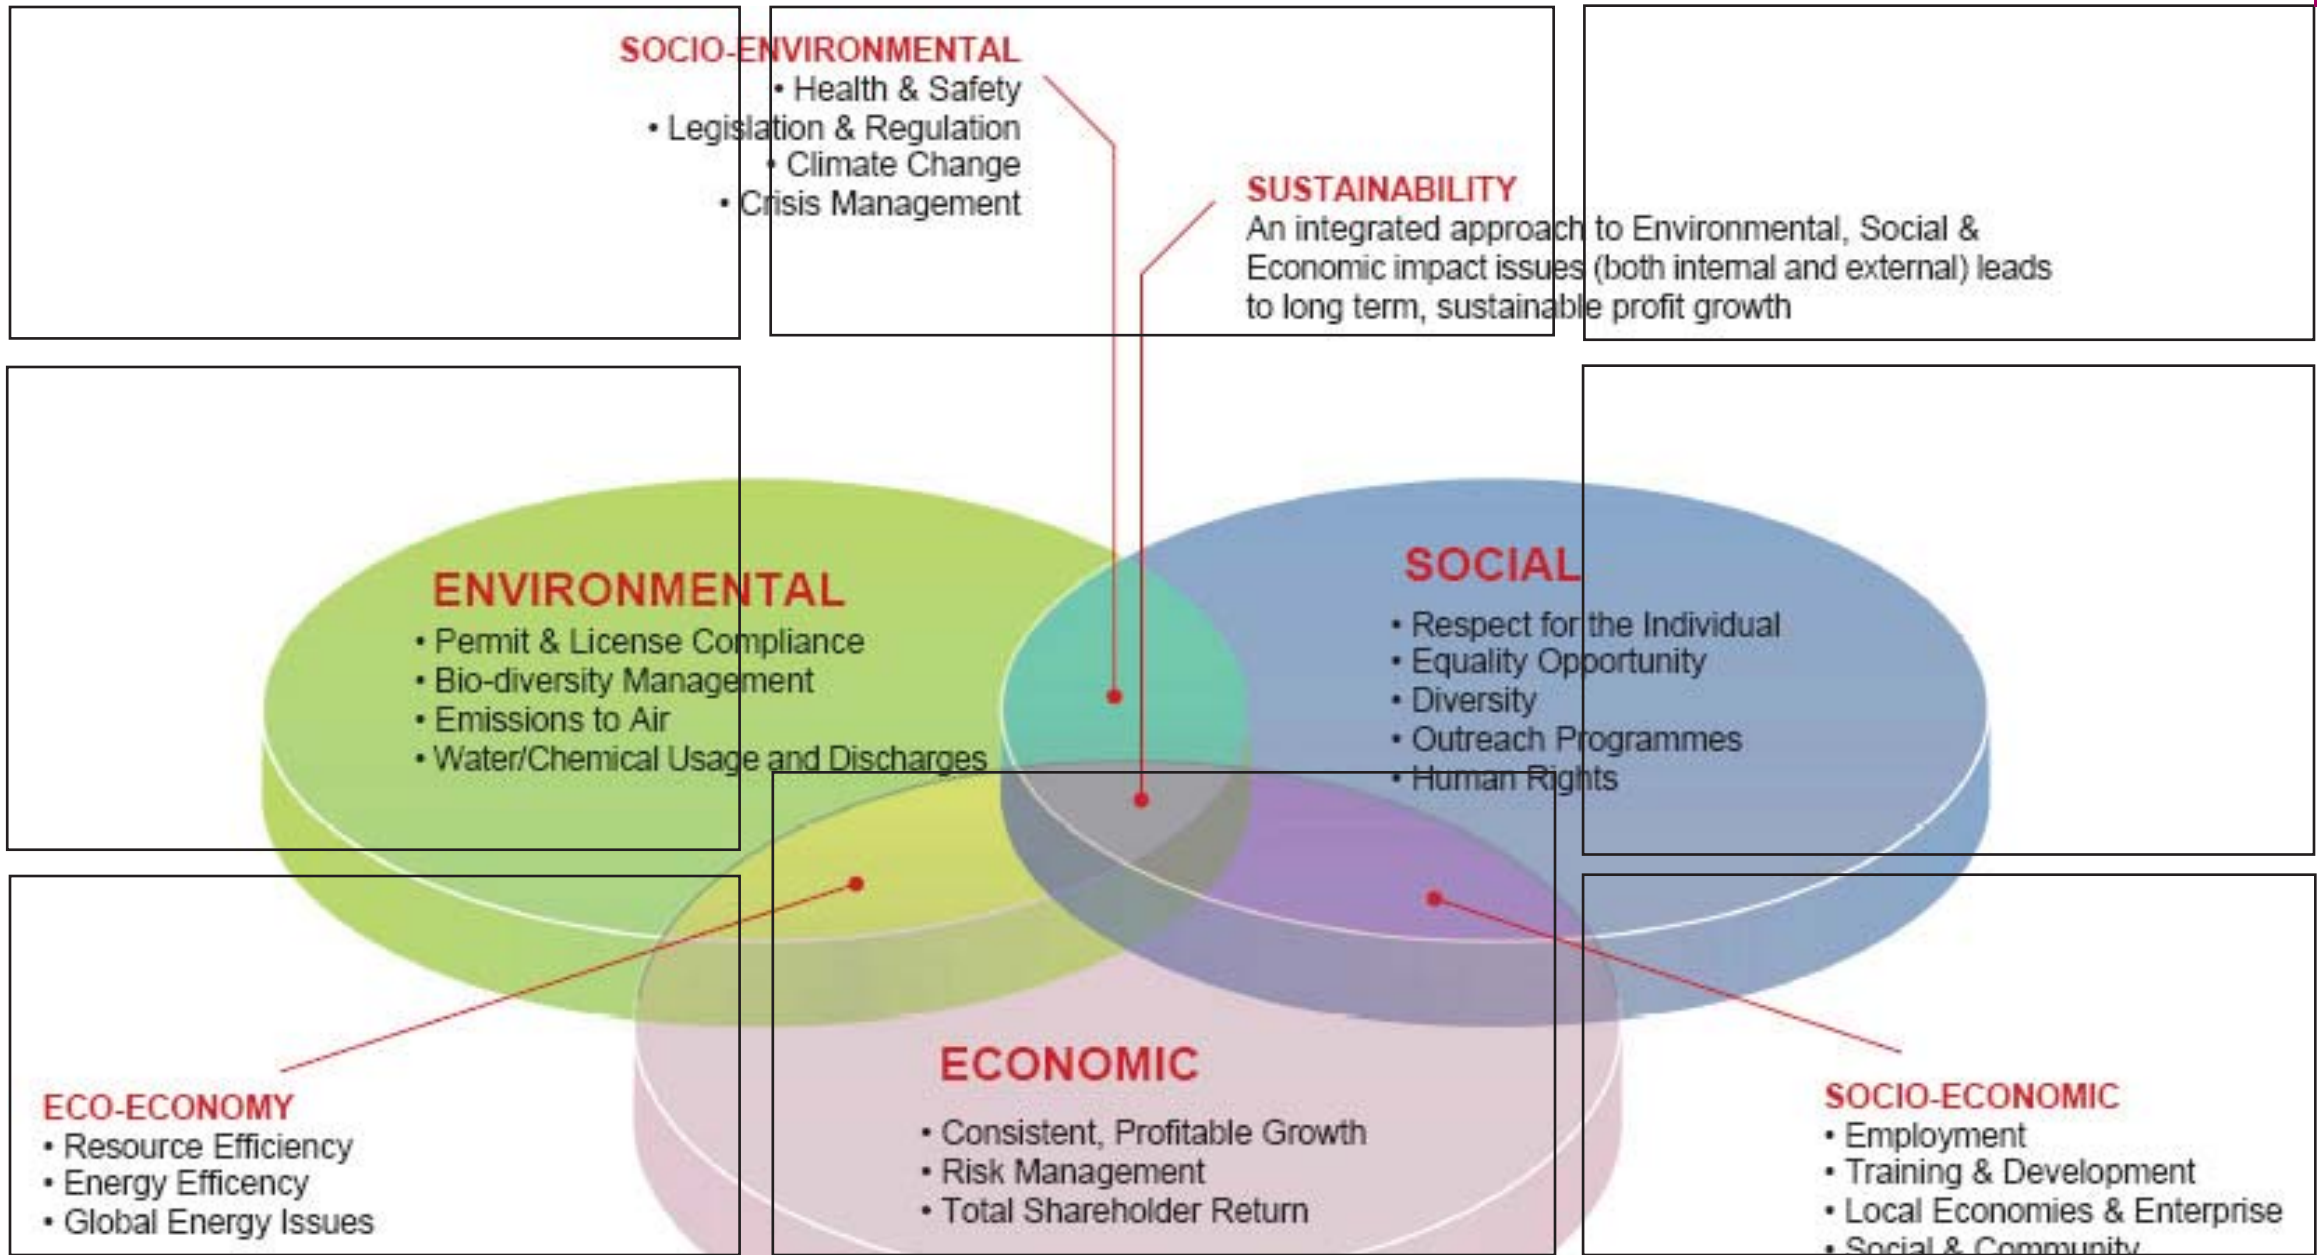 SOCIO-ENVIRONMENTAL
• Health & Safety
• Legislation & Regulation
• Climate Change
• Crisis Management
SUSTAINABILITY
An integrated approach to Environmental, Social &
Economic impact issues (both internal and external) leads
to long term, sustainable profit growth
ENVIRONMENTAL
• Permit & License Compliance
• Bio-diversity Management
• Emissions to Air
• Water/Chemical Usage and Discharges
SOCIAL
• Respect for the Individual
• Equality Opportunity
• Diversity
• Outreach Programmes
• Human Rights
ECO-ECONOMY
• Resource Efficiency
• Energy Efficency
• Global Energy Issues
ECONOMIC
• Consistent, Profitable Growth
• Risk Management
• Total Shareholder Return
SOCIO-ECONOMIC
• Employment
• Training & Development
• Local Economies & Enterprise
• Social & Community